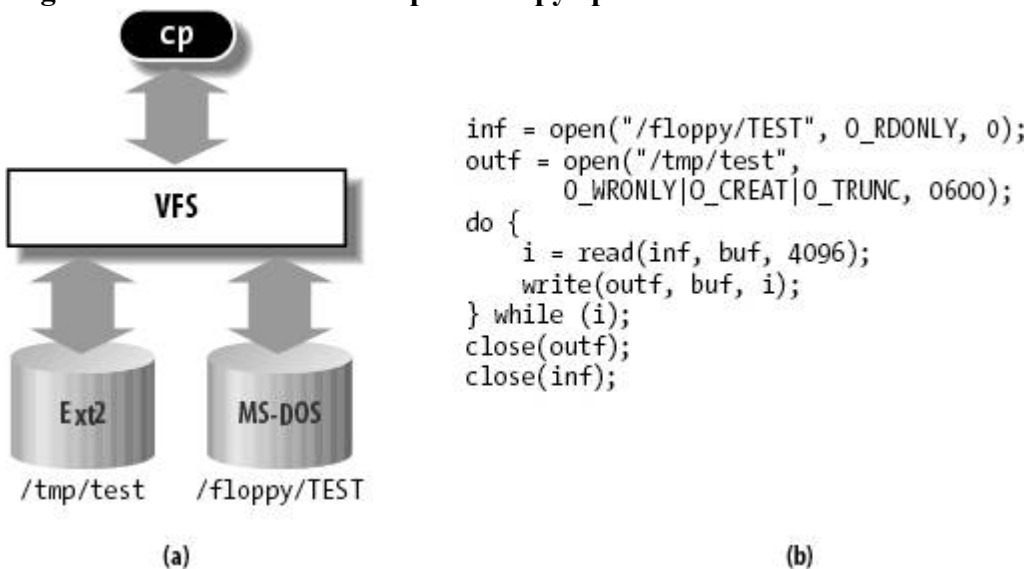 cp
VFS
Ext2
MS-DOS
/tmp/test
/floppy/TEST
(a)
inf = open("/floppy/TEST", O_RDONLY, 0);
outf = open("/tmp/test",
O_WRONLY|O_CREAT|O_TRUNC, 0600);
do {
i = read(inf, buf, 4096);
write(outf, buf, i);
} while (i);
close(outf);
close(inf);
(b)